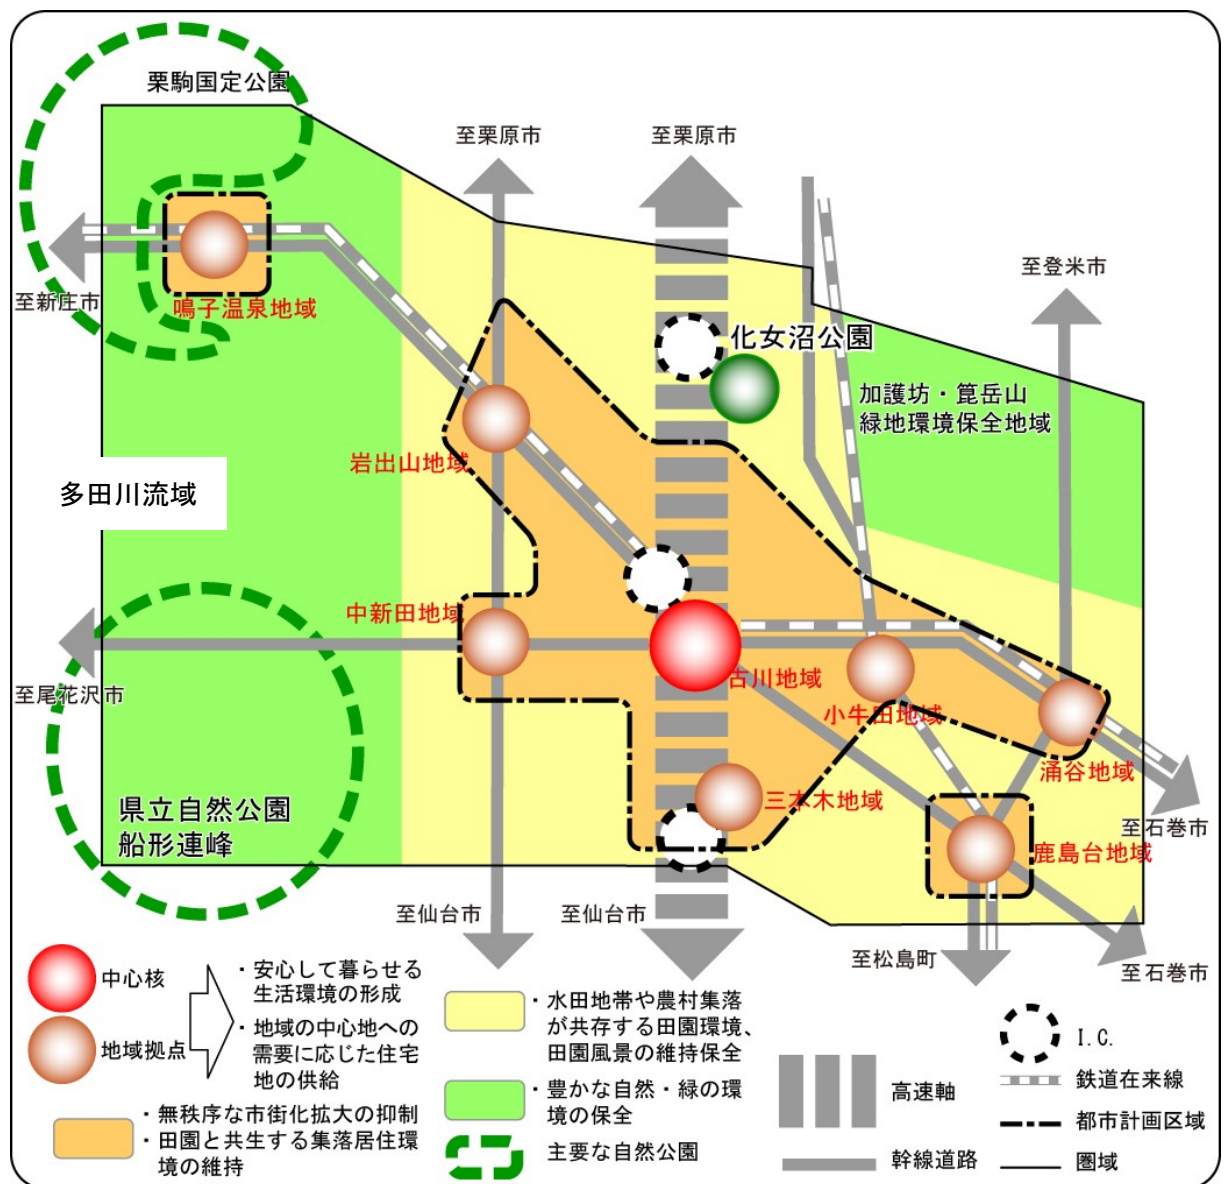 栗駒国定公園
至栗原市
至栗原市
至登米市
至新庄市
鳴子温泉地域
化女沼公園
加護坊・箟岳山
緑地環境保全地域
岩出山地域
多田川流域
中新田地域
至尾花沢市
古川地域
小牛田地域
涌谷地域
三本木地域
県立自然公園
船形連峰
至石巻市
鹿島台地域
至仙台市
至仙台市
至松島町
至石巻市
中心核
地域拠点
・安心して暮らせる
生活環境の形成
・地域の中心地への
需要に応じた住宅
地の供給
・無秩序な市街化拡大の抑制
・田園と共生する集落居住環
境の維持
・水田地帯や農村集落
が共存する田園環境、
田園風景の維持保全
・豊かな自然・緑の環
境の保全
主要な自然公園
高速軸
幹線道路
I.C.
鉄道在来線
都市計画区域
圏域